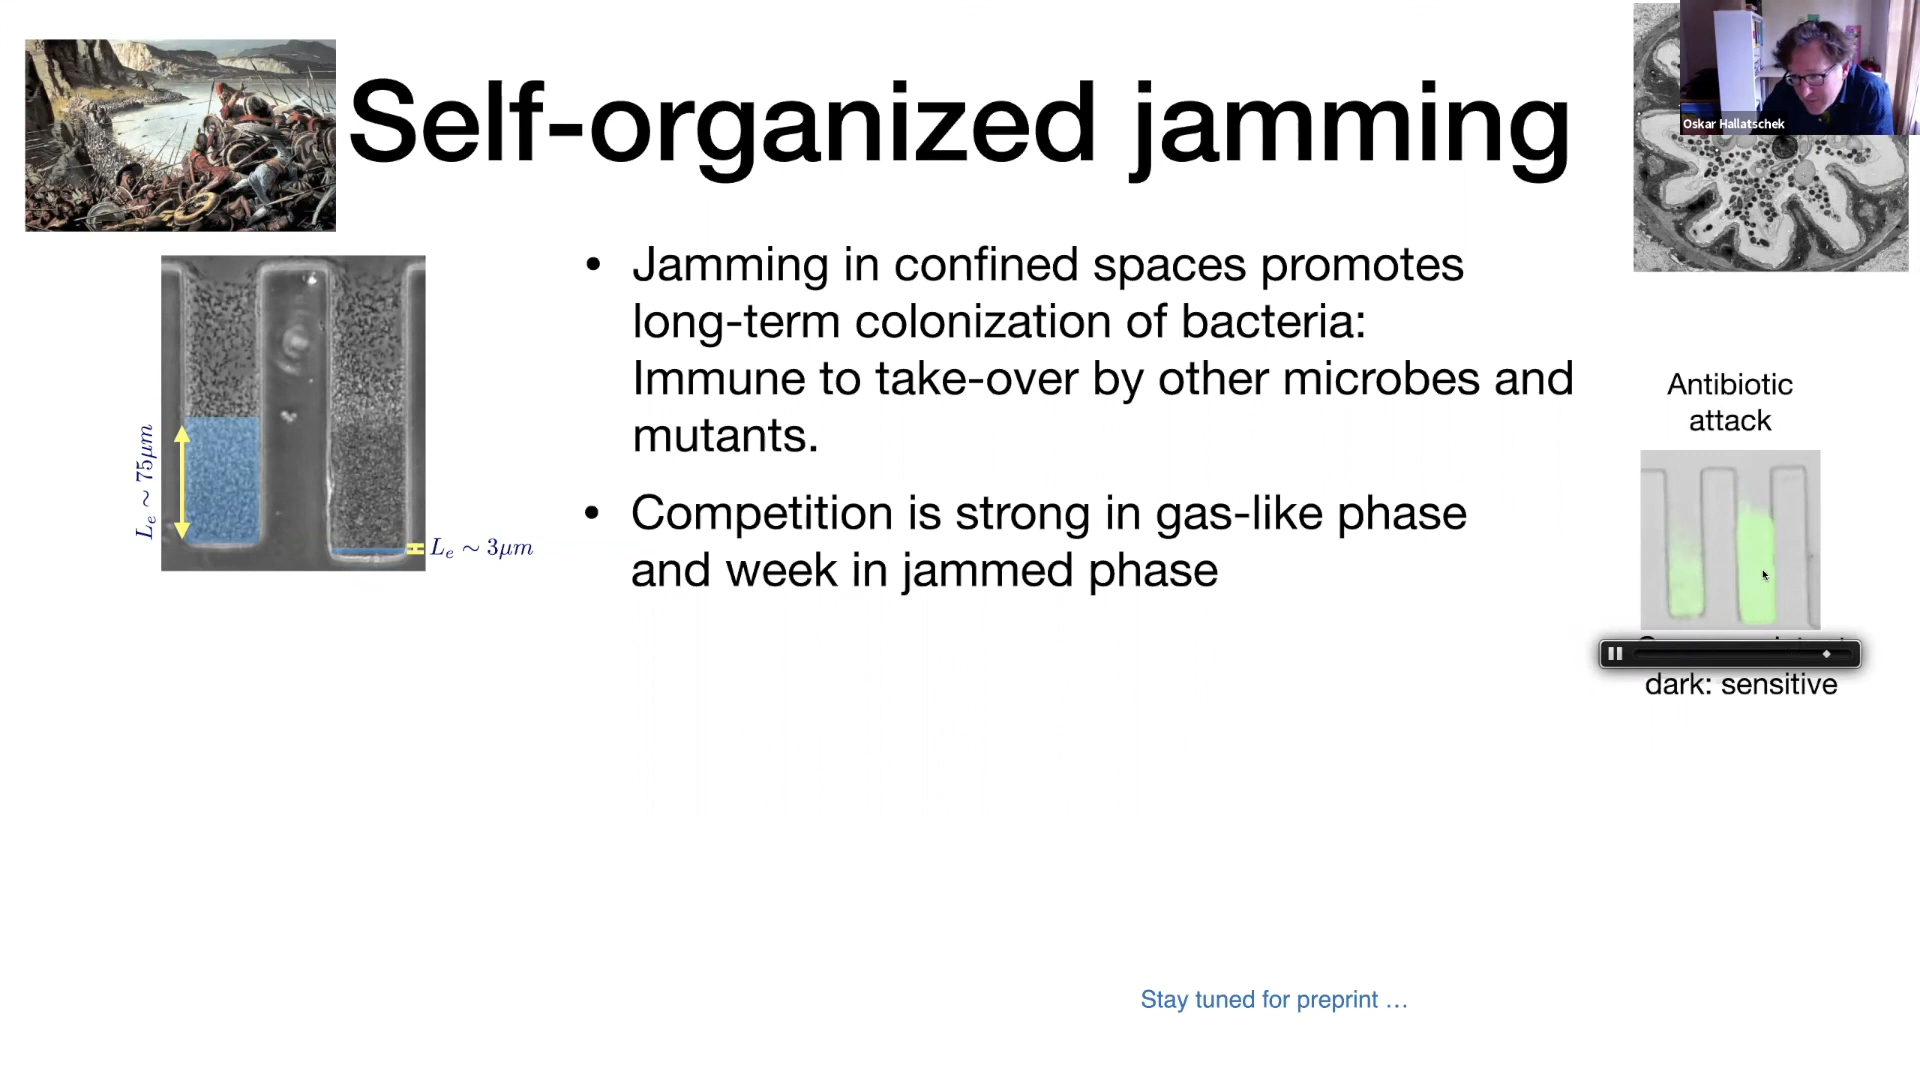 Oskar Hallatschek
Self-organized jamming
• Jamming in confined spaces promotes
long-term colonization of bacteria:
Immune to take-over by other microbes and
mutants.
• Competition is strong in gas-like phase
and week in jammed phase
L_e ∼ 75μm
L_e ∼ 3μm
Antibiotic
attack
dark: sensitive
Stay tuned for preprint …